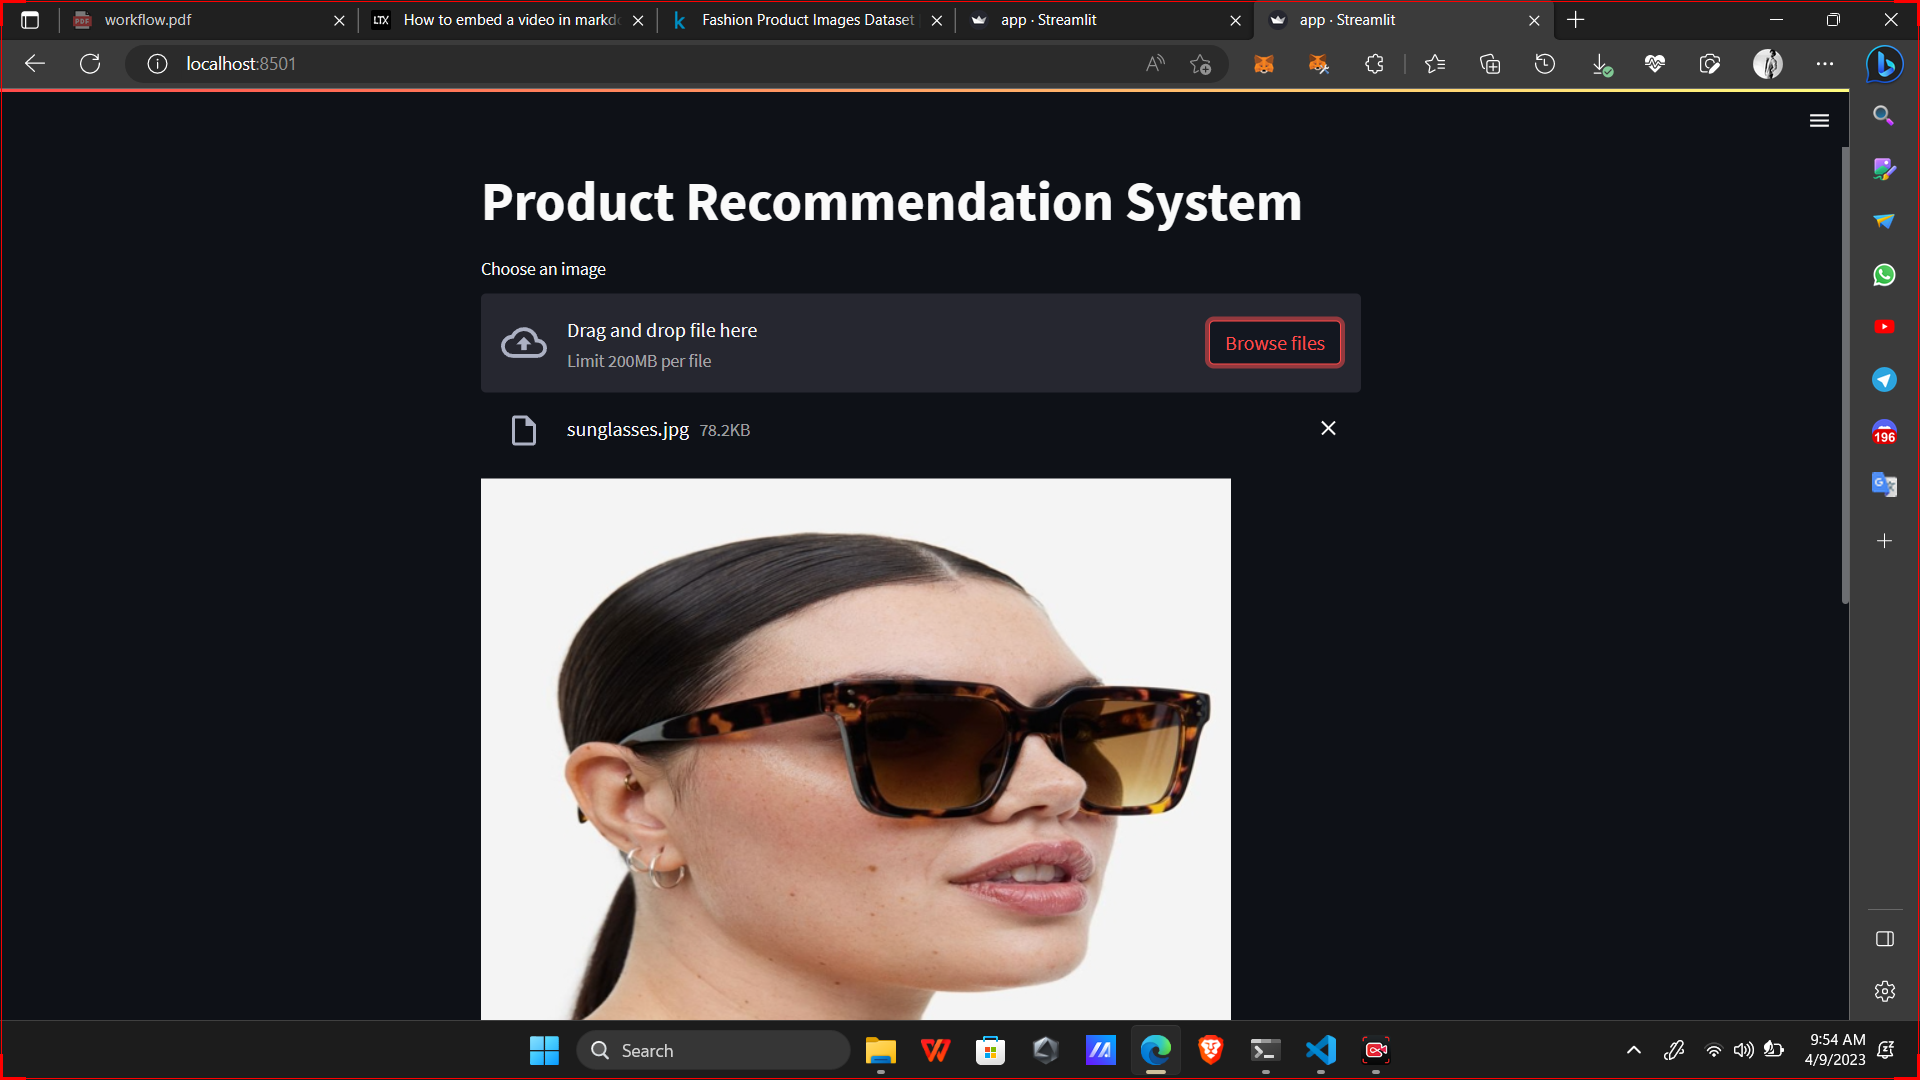 workflow.pdf
How to embed a video in markdo
Fashion Product Images Dataset
app · Streamlit
app · Streamlit
localhost:8501
Product Recommendation System
Choose an image
Drag and drop file here
Limit 200MB per file
Browse files
sunglasses.jpg 78.2KB
196
Search
9:54 AM
4/9/2023